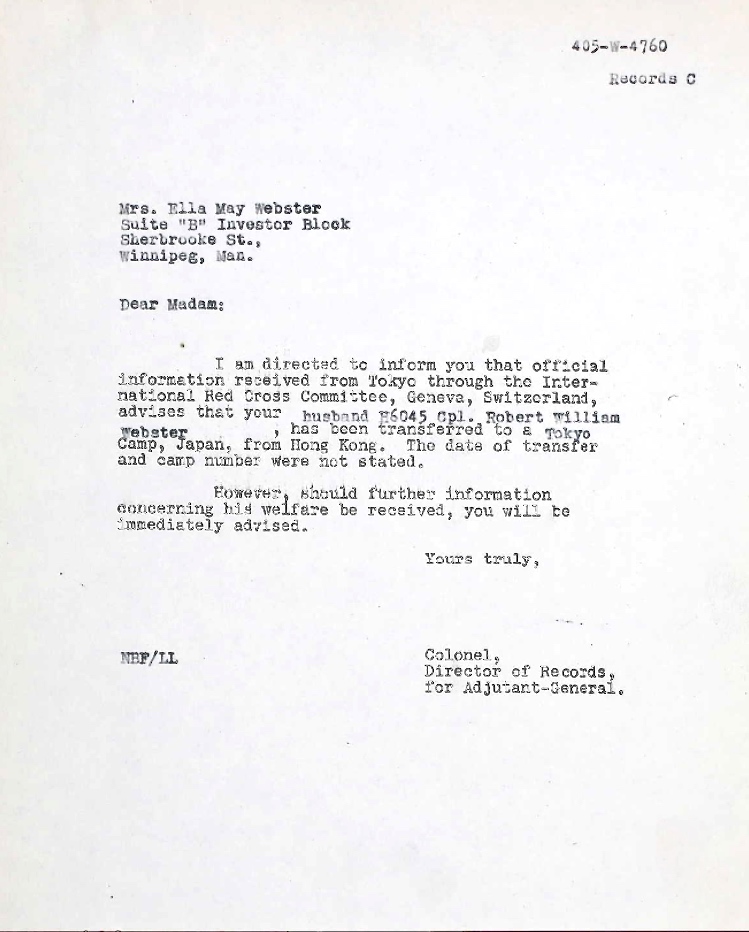 405-W-4760
Records C
Mrs. Ella May Webster
Suite "B" Investor Block
Sherbrooke St.,
Winnipeg, Man.
Dear Madam:
I am directed to inform you that official
information received from Tokyo through the Inter-
national Red Cross Committee, Geneva, Switzerland,
advises that your husband H6045 Cpl. Robert William
Webster , has been transferred to a Tokyo
Camp, Japan, from Hong Kong. The date of transfer
and camp number were not stated.
However, should further information
concerning his welfare be received, you will be
immediately advised.
Yours truly,
NBF/LL
Colonel,
Director of Records,
for Adjutant-General.